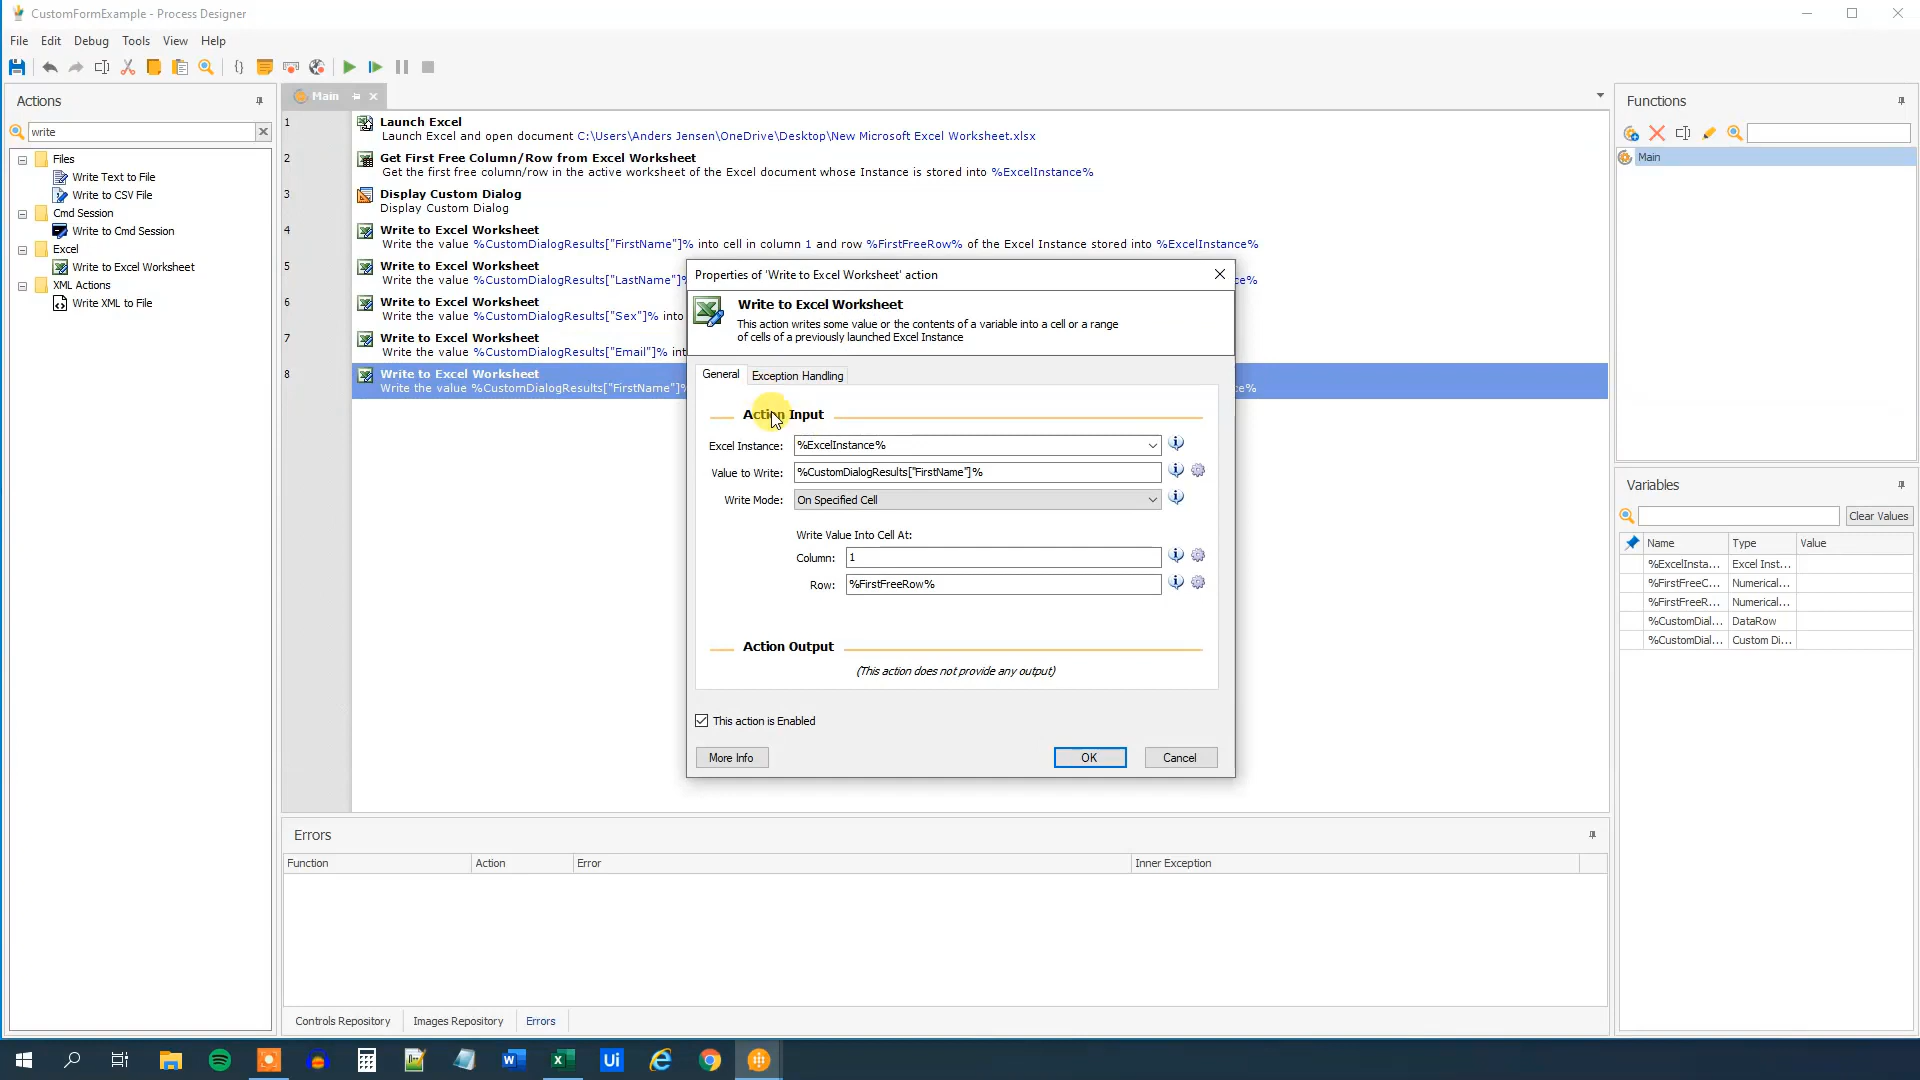 CustomFormExample - Process Designer
File Edit Debug Tools View Help
Actions
write
Files
Write Text to File
Write to CSV File
Cmd Session
Write to Cmd Session
Excel
Write to Excel Worksheet
XML Actions
Write XML to File
Main
1 Launch Excel
Launch Excel and open document C:\Users\Anders Jensen\OneDrive\Desktop\New Microsoft Excel Worksheet.xlsx
2 Get First Free Column/Row from Excel Worksheet
Get the first free column/row in the active worksheet of the Excel document whose Instance is stored into %ExcelInstance%
3 Display Custom Dialog
Display Custom Dialog
4 Write to Excel Worksheet
Write the value %CustomDialogResults["FirstName"]% into cell in column 1 and row %FirstFreeRow% of the Excel Instance stored into %ExcelInstance%
5 Write to Excel Worksheet
Write the value %CustomDialogResults["LastName"]% ce%
6 Write to Excel Worksheet
Write the value %CustomDialogResults["Sex"]% into
7 Write to Excel Worksheet
Write the value %CustomDialogResults["Email"]% int
8 Write to Excel Worksheet
Write the value %CustomDialogResults["FirstName"]% ce%
Properties of 'Write to Excel Worksheet' action
Write to Excel Worksheet
This action writes some value or the contents of a variable into a cell or a range
of cells of a previously launched Excel Instance
General Exception Handling
Action Input
Excel Instance: %ExcelInstance%
Value to Write: %CustomDialogResults["FirstName"]%
Write Mode: On Specified Cell
Write Value Into Cell At:
Column: 1
Row: %FirstFreeRow%
Action Output
(This action does not provide any output)
This action is Enabled
More Info OK Cancel
Errors
Function Action Error Inner Exception
Controls Repository Images Repository Errors
Functions
Main
Variables
Clear Values
Name Type Value
%ExcelInsta... Excel Inst...
%FirstFreeC... Numerical...
%FirstFreeR... Numerical...
%CustomDial... DataRow
%CustomDial... Custom Di...
Ui